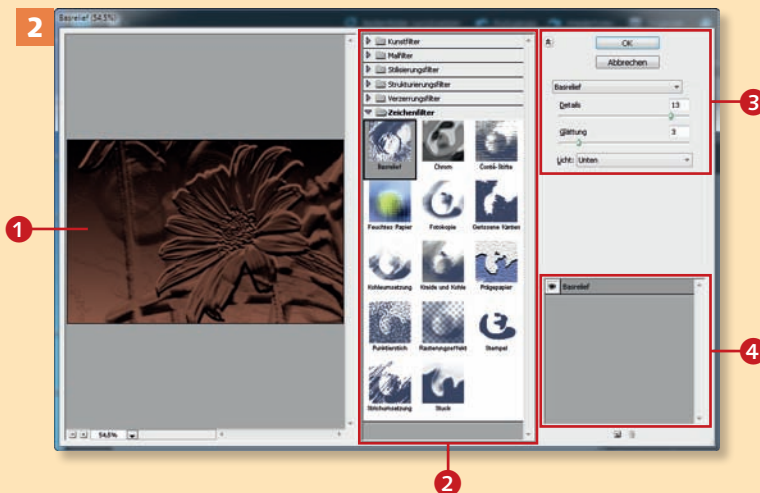 2
Basrelief (54,5%)
1
54,5%
Kunstfilter
Malfilter
Stilisierungsfilter
Strukturierungsfilter
Verzerrungsfilter
Zeichenfilter
Basrelief
Chrom
Conté-Stifte
Feuchtes Papier
Fotokopie
Gerissene Kanten
Kohleumsetzung
Kreide und Kohle
Prägepapier
Punktierstich
Rasterungseffekt
Stempel
Strichumsetzung
Stuck
2
OK
Abbrechen
Basrelief
Details 13
Glättung 3
Licht: Unten
3
Basrelief
4